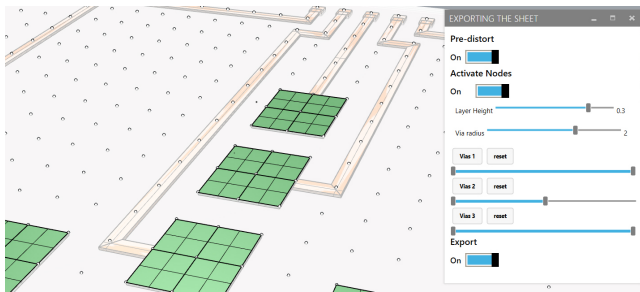 EXPORTING THE SHEET
Pre-distort
On
Activate Nodes
On
Layer Height 0.3
Via radius 2
Vias 1 reset
Vias 2 reset
Vias 3 reset
Export
On